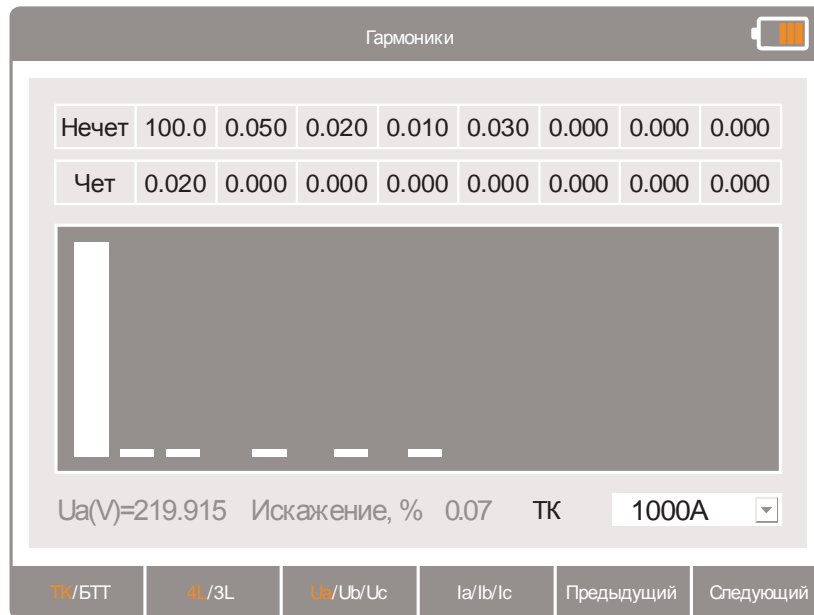 Гармоники
Нечет 100.0 0.050 0.020 0.010 0.030 0.000 0.000 0.000
Чет 0.020 0.000 0.000 0.000 0.000 0.000 0.000 0.000
Ua(V)=219.915 Искажение, % 0.07 ТК 1000А
ТК/БТТ 4L/3L Ua/Ub/Uc Ia/Ib/Ic Предыдущий Следующий